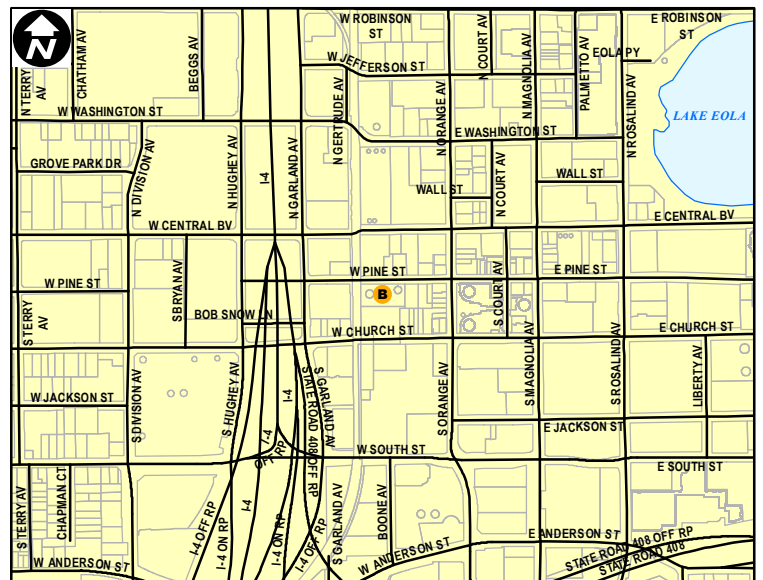 N
W ROBINSON
ST
E ROBINSON
ST
N TERRY
AV
CHATHAM AV
BEGGS AV
W JEFFERSON ST
N COURT AV
N MAGNOLIA AV
PALMETTO AV
EOLA PY
W WASHINGTON ST
N GERTRUDE AV
N ORANGE AV
E WASHINGTON ST
N ROSALIND AV
LAKE EOLA
GROVE PARK DR
N DIVISION AV
N HUGHEY AV
I-4
N GARLAND AV
WALL ST
N COURT AV
WALL ST
W CENTRAL BV
E CENTRAL BV
W PINE ST
S BRYAN AV
W PINE ST
E PINE ST
S TERRY
AV
BOB SNOW LN
B
S COURT AV
W CHURCH ST
E CHURCH ST
W JACKSON ST
S DIVISION AV
S HUGHEY AV
I-4
I-4
STATE ROAD 408 OFF RP
S GARLAND AV
S ORANGE AV
S MAGNOLIA AV
S ROSALIND AV
LIBERTY AV
E JACKSON ST
OFF RP
W SOUTH ST
E SOUTH ST
S TERRY AV
CHAPMAN CT
I-4 OFF RP
I-4
I-4 ON RP
I-4 ON RP
I-4 OFF RP
S GARLAND AV
BOONE AV
W ANDERSON ST
W ANDERSON ST
E ANDERSON ST
STATE ROAD 408 OFF RP
STATE ROAD 408